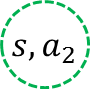 s, a₂